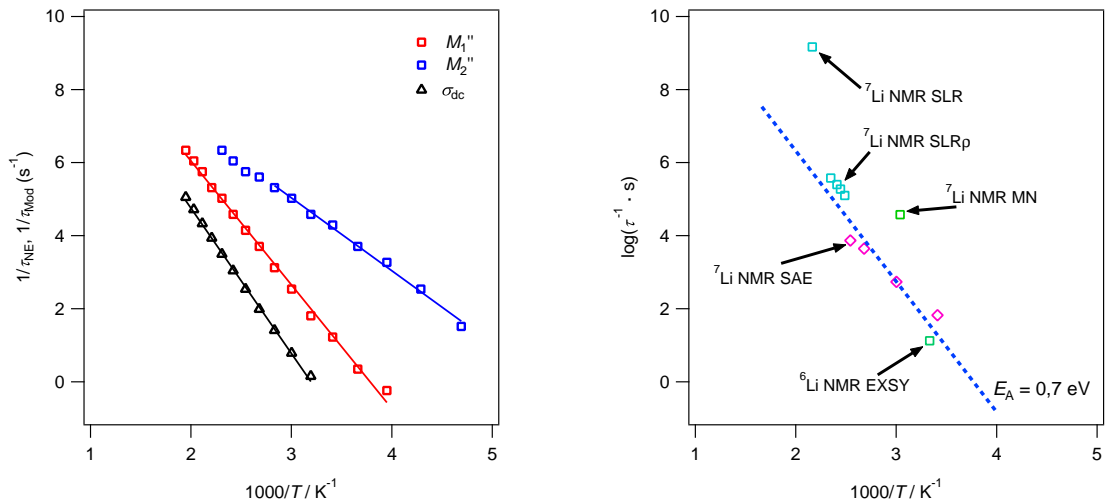 10
8
6
4
2
0
1/τNE, 1/τMod (s⁻¹)
M₁"
M₂"
σdc
1 2 3 4 5
1000/T / K⁻¹
10
8
6
4
2
0
log(τ⁻¹ · s)
⁷Li NMR SLR
⁷Li NMR SLRρ
⁷Li NMR MN
⁷Li NMR SAE
⁶Li NMR EXSY
E_A = 0,7 eV
1 2 3 4 5
1000/T / K⁻¹